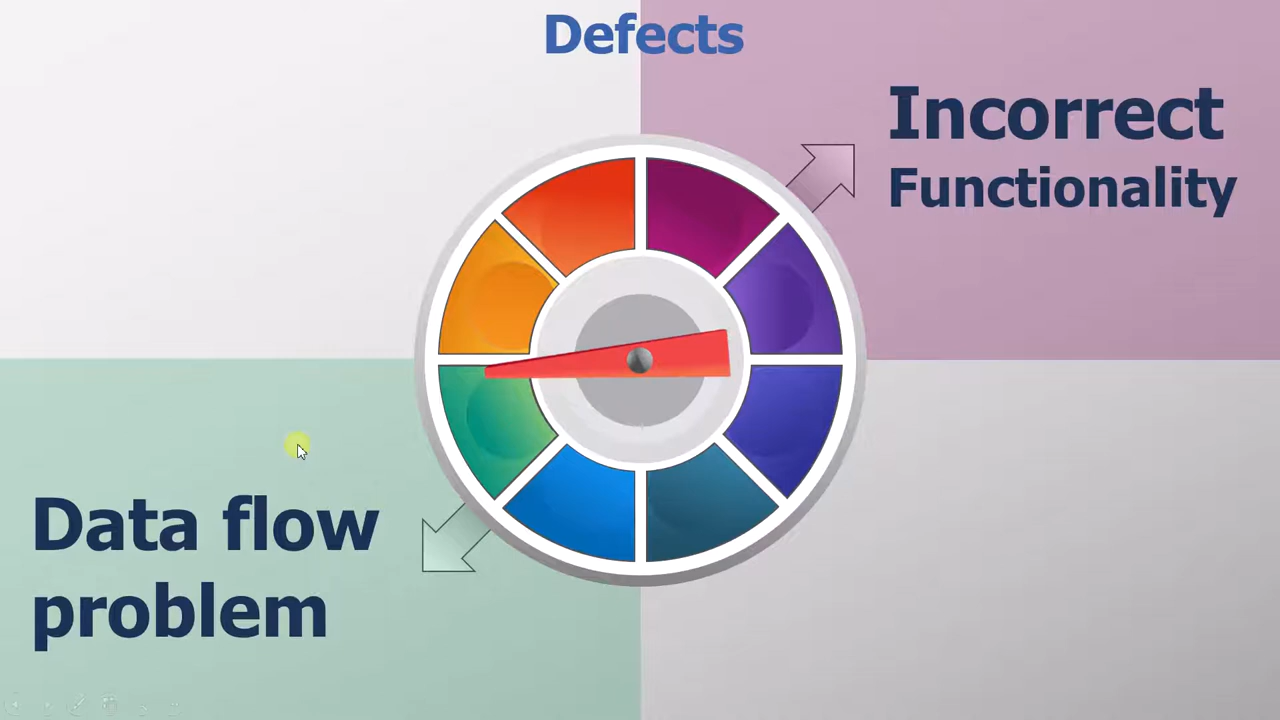 Defects
Incorrect
Functionality
Data flow
problem